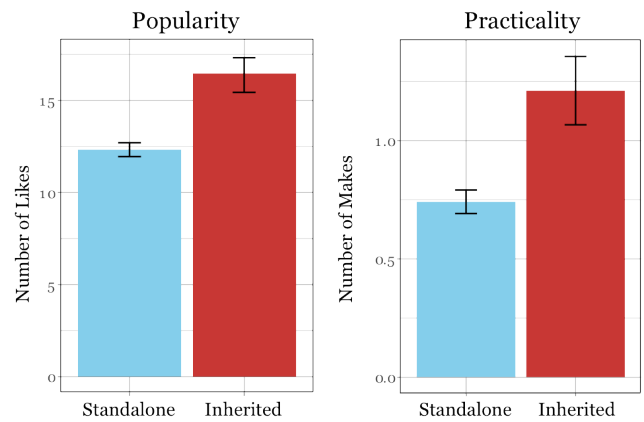 Popularity
Number of Likes
15
10
5
0
Standalone
Inherited
Practicality
Number of Makes
1.0
0.5
0.0
Standalone
Inherited